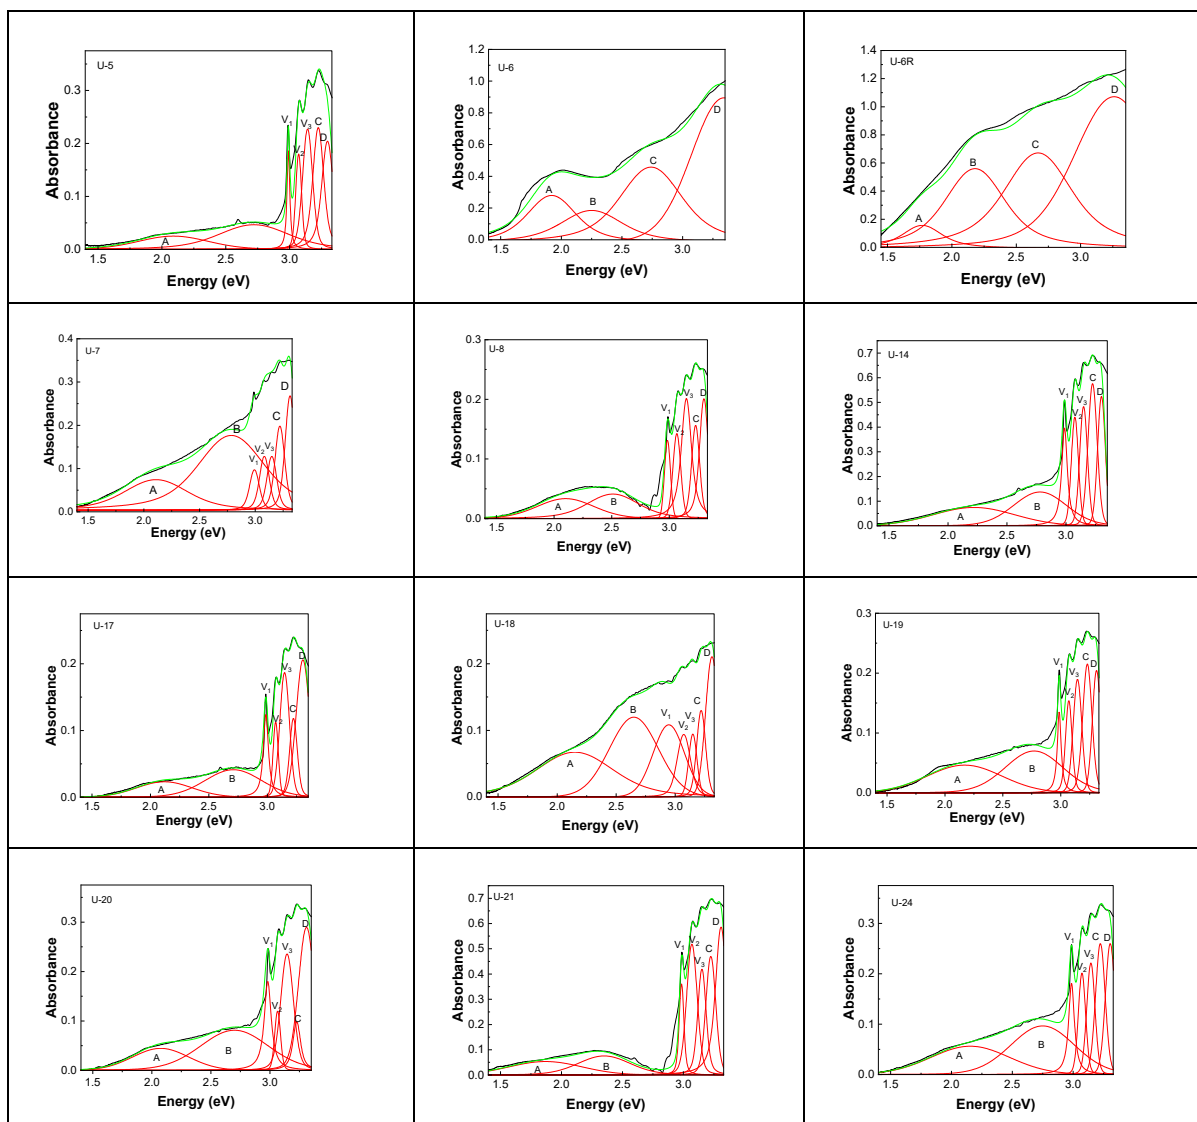 U-5
Absorbance
0.3
0.2
0.1
0.0
V1
V2
V3
C
D
A
1.5 2.0 2.5 3.0
Energy (eV)
U-6
Absorbance
1.2
1.0
0.8
0.6
0.4
0.2
0.0
A
B
C
D
1.5 2.0 2.5 3.0
Energy (eV)
U-6R
Absorbance
1.4
1.2
1.0
0.8
0.6
0.4
0.2
0.0
A
B
C
D
1.5 2.0 2.5 3.0
Energy (eV)
U-7
Absorbance
0.4
0.3
0.2
0.1
0.0
A
B
V1
V2
V3
C
D
1.5 2.0 2.5 3.0
Energy (eV)
U-8
Absorbance
0.3
0.2
0.1
0.0
A
B
V1
V2
V3
C
D
1.5 2.0 2.5 3.0
Energy (eV)
U-14
Absorbance
0.7
0.6
0.5
0.4
0.3
0.2
0.1
0.0
A
B
V1
V2
V3
C
D
1.5 2.0 2.5 3.0
Energy (eV)
U-17
Absorbance
0.2
0.1
0.0
A
B
V1
V2
V3
C
D
1.5 2.0 2.5 3.0
Energy (eV)
U-18
Absorbance
0.2
0.1
0.0
A
B
V1
V2
V3
C
D
1.5 2.0 2.5 3.0
Energy (eV)
U-19
Absorbance
0.3
0.2
0.1
0.0
A
B
V1
V2
V3
C
D
1.5 2.0 2.5 3.0
Energy (eV)
U-20
Absorbance
0.3
0.2
0.1
0.0
A
B
V1
V2
V3
C
D
1.5 2.0 2.5 3.0
Energy (eV)
U-21
Absorbance
0.7
0.6
0.5
0.4
0.3
0.2
0.1
0.0
A
B
V1
V2
V3
C
D
1.5 2.0 2.5 3.0
Energy (eV)
U-24
Absorbance
0.3
0.2
0.1
0.0
A
B
V1
V2
V3
C
D
1.5 2.0 2.5 3.0
Energy (eV)